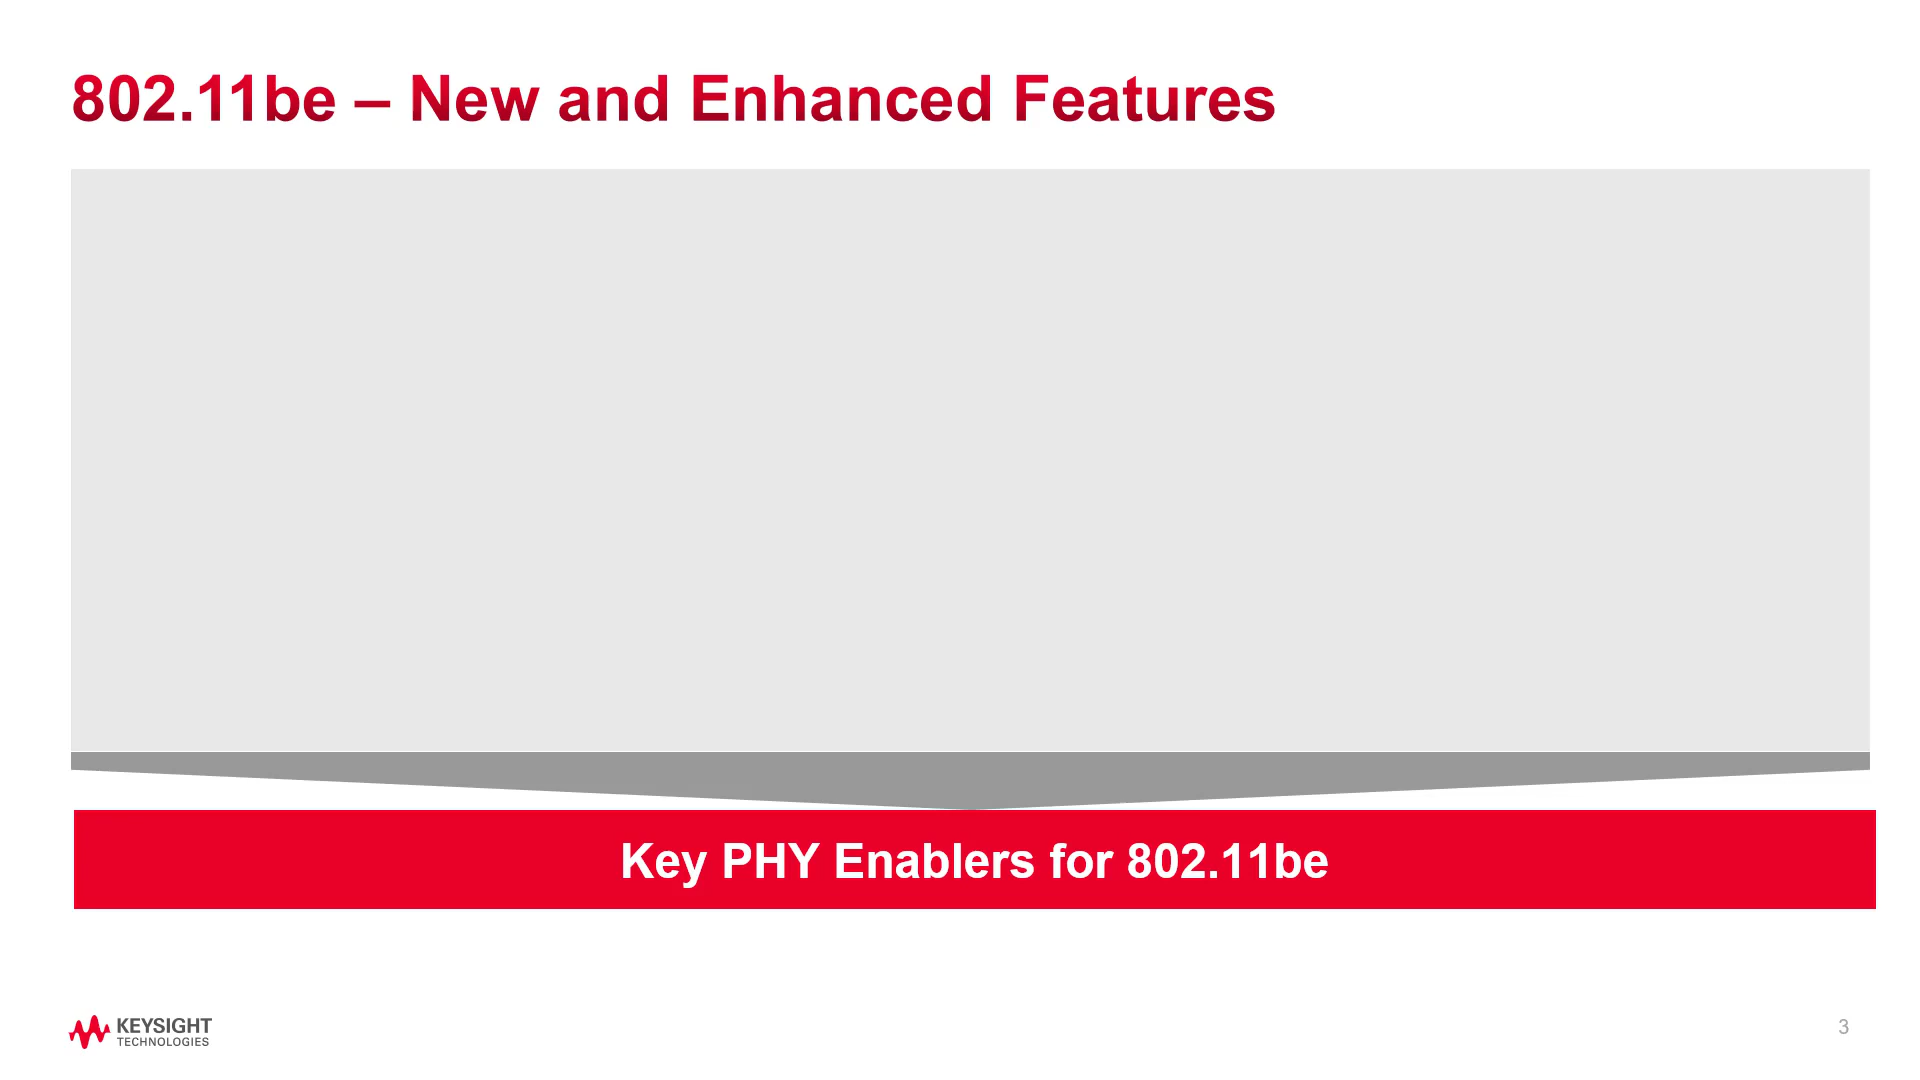 802.11be – New and Enhanced Features
Key PHY Enablers for 802.11be
KEYSIGHT
TECHNOLOGIES
3